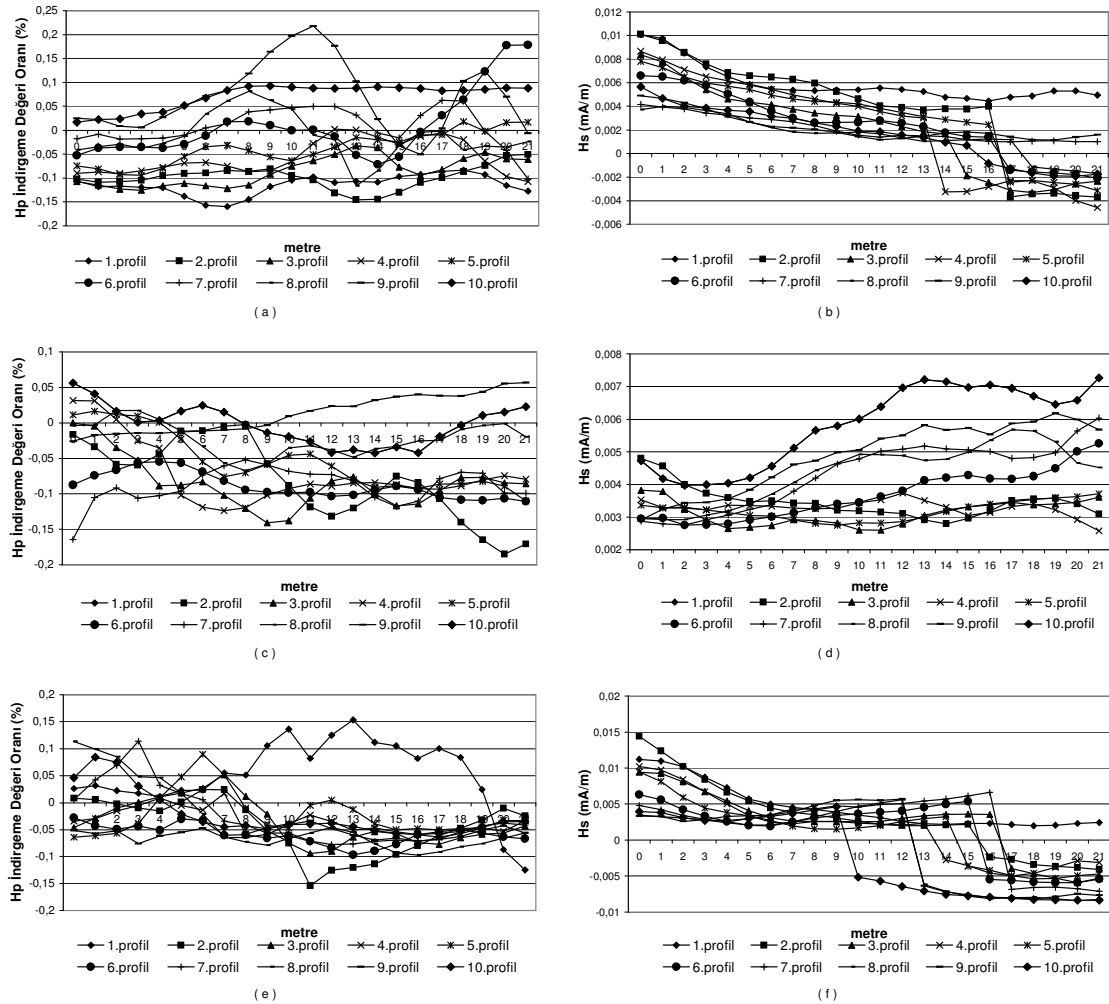 Hp İndirgeme Değeri Oranı (%)
0,25
0,2
0,15
0,1
0,05
0
-0,05
-0,1
-0,15
-0,2
metre
1.profil 2.profil 3.profil 4.profil 5.profil
6.profil 7.profil 8.profil 9.profil 10.profil
( a )
Hs (mA/m)
0,012
0,01
0,008
0,006
0,004
0,002
0
-0,002
-0,004
-0,006
0 1 2 3 4 5 6 7 8 9 10 11 12 13 14 15 16 17 18 19 20 21
metre
1.profil 2.profil 3.profil 4.profil 5.profil
6.profil 7.profil 8.profil 9.profil 10.profil
( b )
Hp İndirgeme Değeri Oranı (%)
0,1
0,05
0
-0,05
-0,1
-0,15
-0,2
metre
1.profil 2.profil 3.profil 4.profil 5.profil
6.profil 7.profil 8.profil 9.profil 10.profil
( c )
Hs (mA/m)
0,008
0,007
0,006
0,005
0,004
0,003
0,002
0 1 2 3 4 5 6 7 8 9 10 11 12 13 14 15 16 17 18 19 20 21
metre
1.profil 2.profil 3.profil 4.profil 5.profil
6.profil 7.profil 8.profil 9.profil 10.profil
( d )
Hp İndirgeme Değeri Oranı (%)
0,2
0,15
0,1
0,05
0
-0,05
-0,1
-0,15
-0,2
metre
1.profil 2.profil 3.profil 4.profil 5.profil
6.profil 7.profil 8.profil 9.profil 10.profil
( e )
Hs (mA/m)
0,02
0,015
0,01
0,005
0
-0,005
-0,01
0 1 2 3 4 5 6 7 8 9 10 11 12 13 14 15 16 17 18 19 20 21
metre
1.profil 2.profil 3.profil 4.profil 5.profil
6.profil 7.profil 8.profil 9.profil 10.profil
( f )